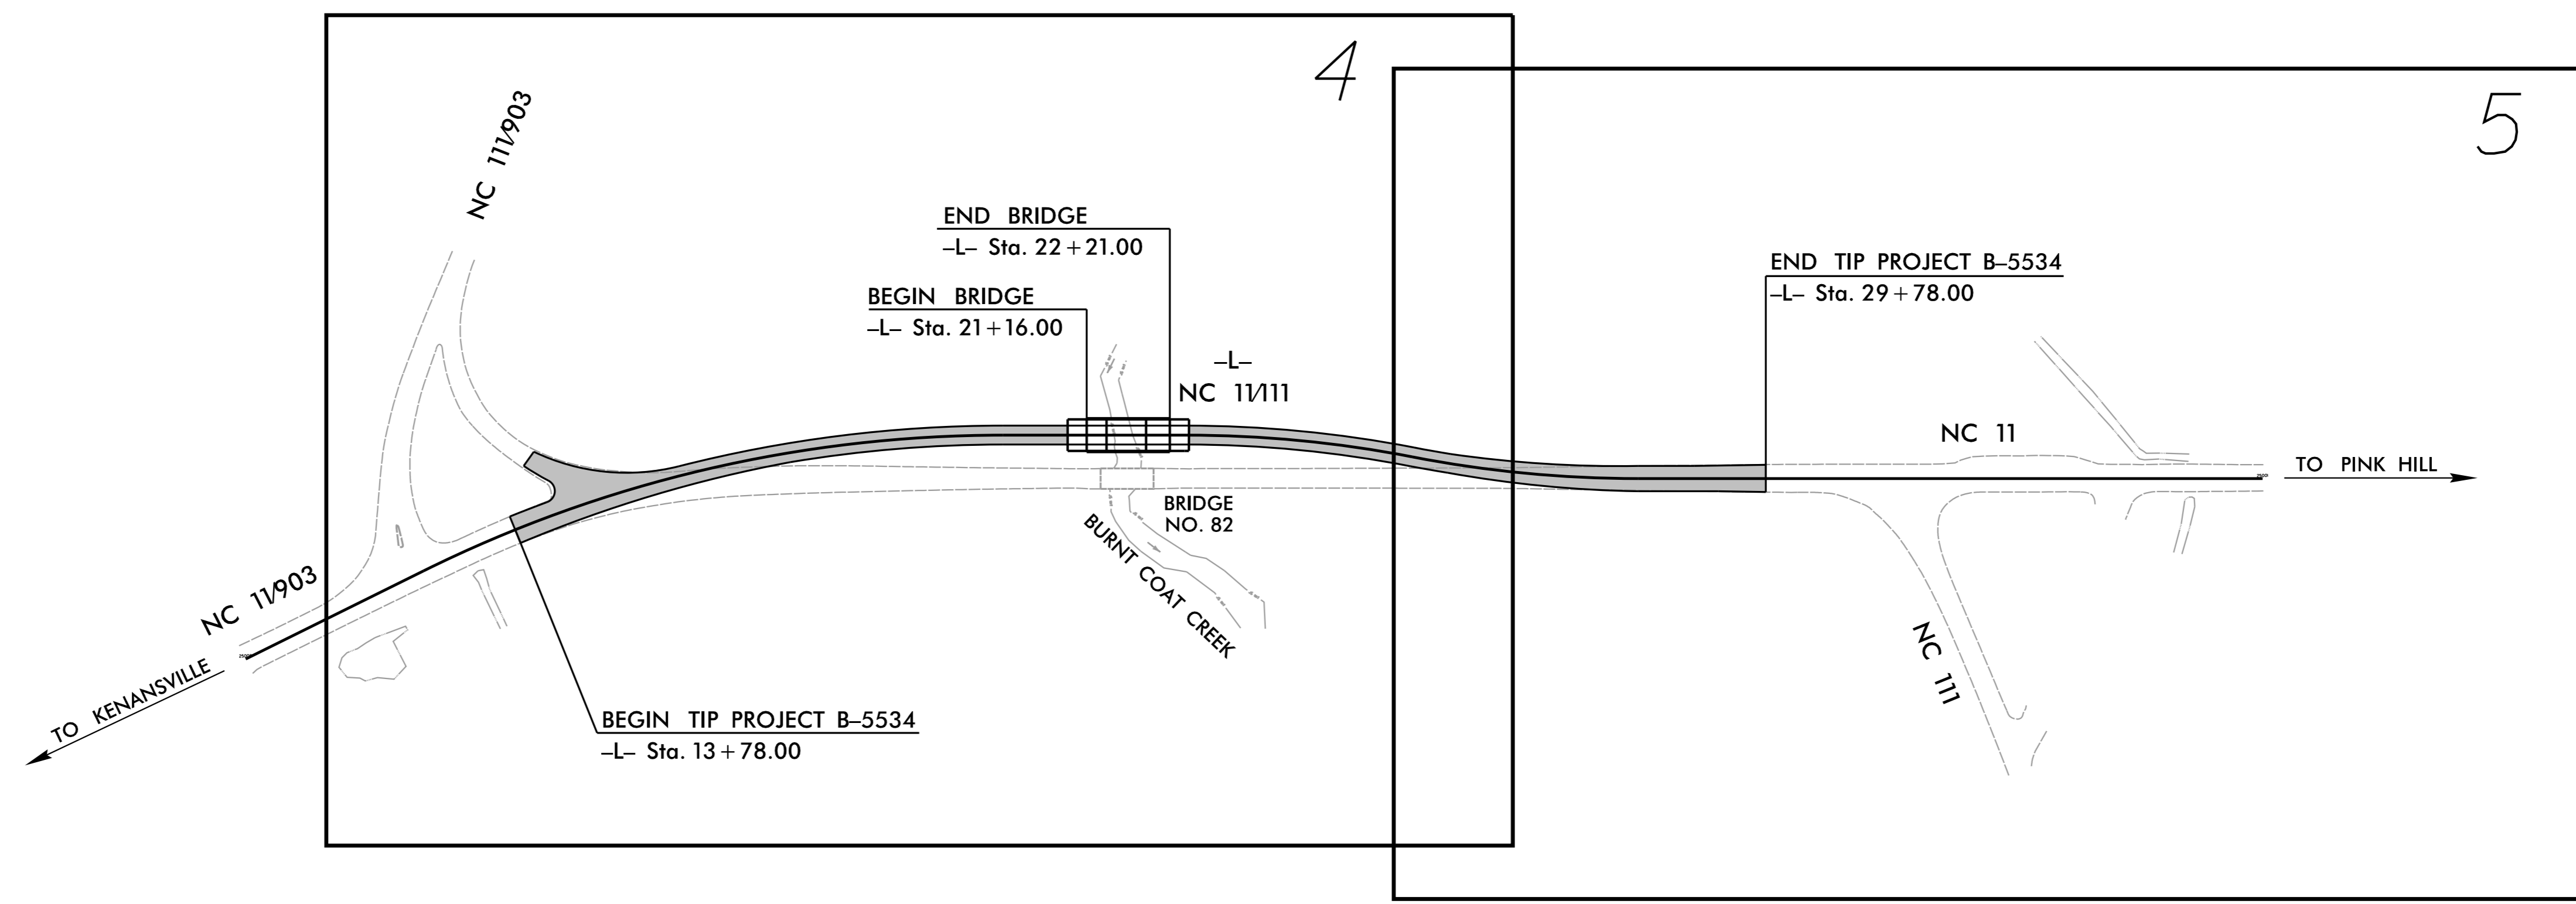 4
5
NC 111/903
END BRIDGE
–L– Sta. 22+21.00
BEGIN BRIDGE
–L– Sta. 21+16.00
–L–
NC 11/111
END TIP PROJECT B–5534
–L– Sta. 29+78.00
NC 11
TO PINK HILL
BRIDGE
NO. 82
BURNT COAT CREEK
NC 11/903
TO KENANSVILLE
NC 111
BEGIN TIP PROJECT B–5534
–L– Sta. 13+78.00